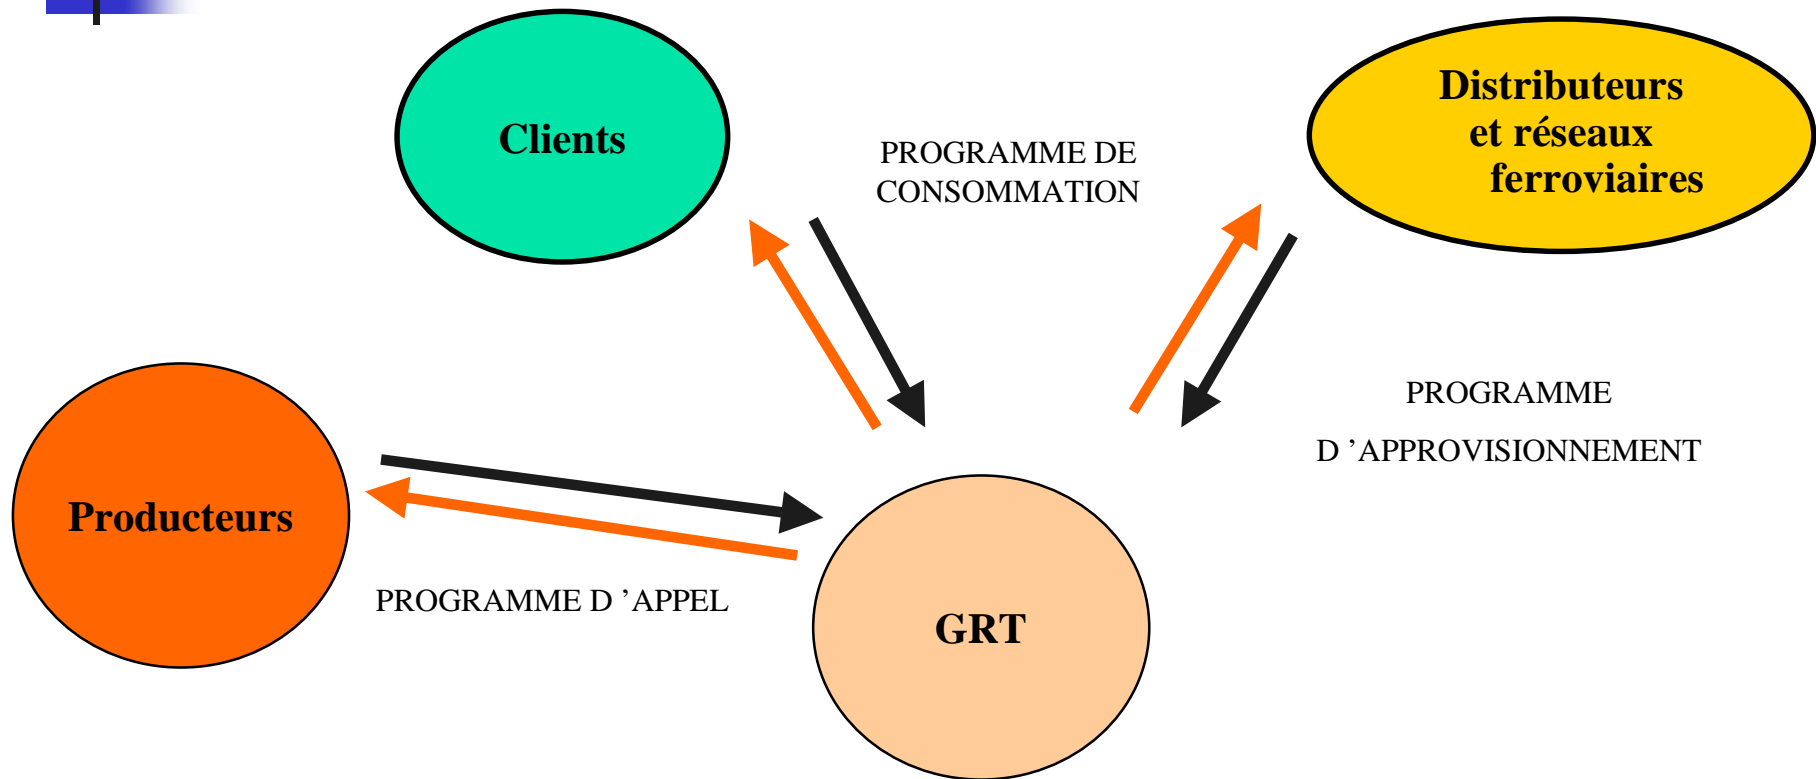 Clients
Distributeurs
et réseaux
ferroviaires
PROGRAMME DE
CONSOMMATION
PROGRAMME
D ’APPROVISIONNEMENT
Producteurs
PROGRAMME D ’APPEL
GRT